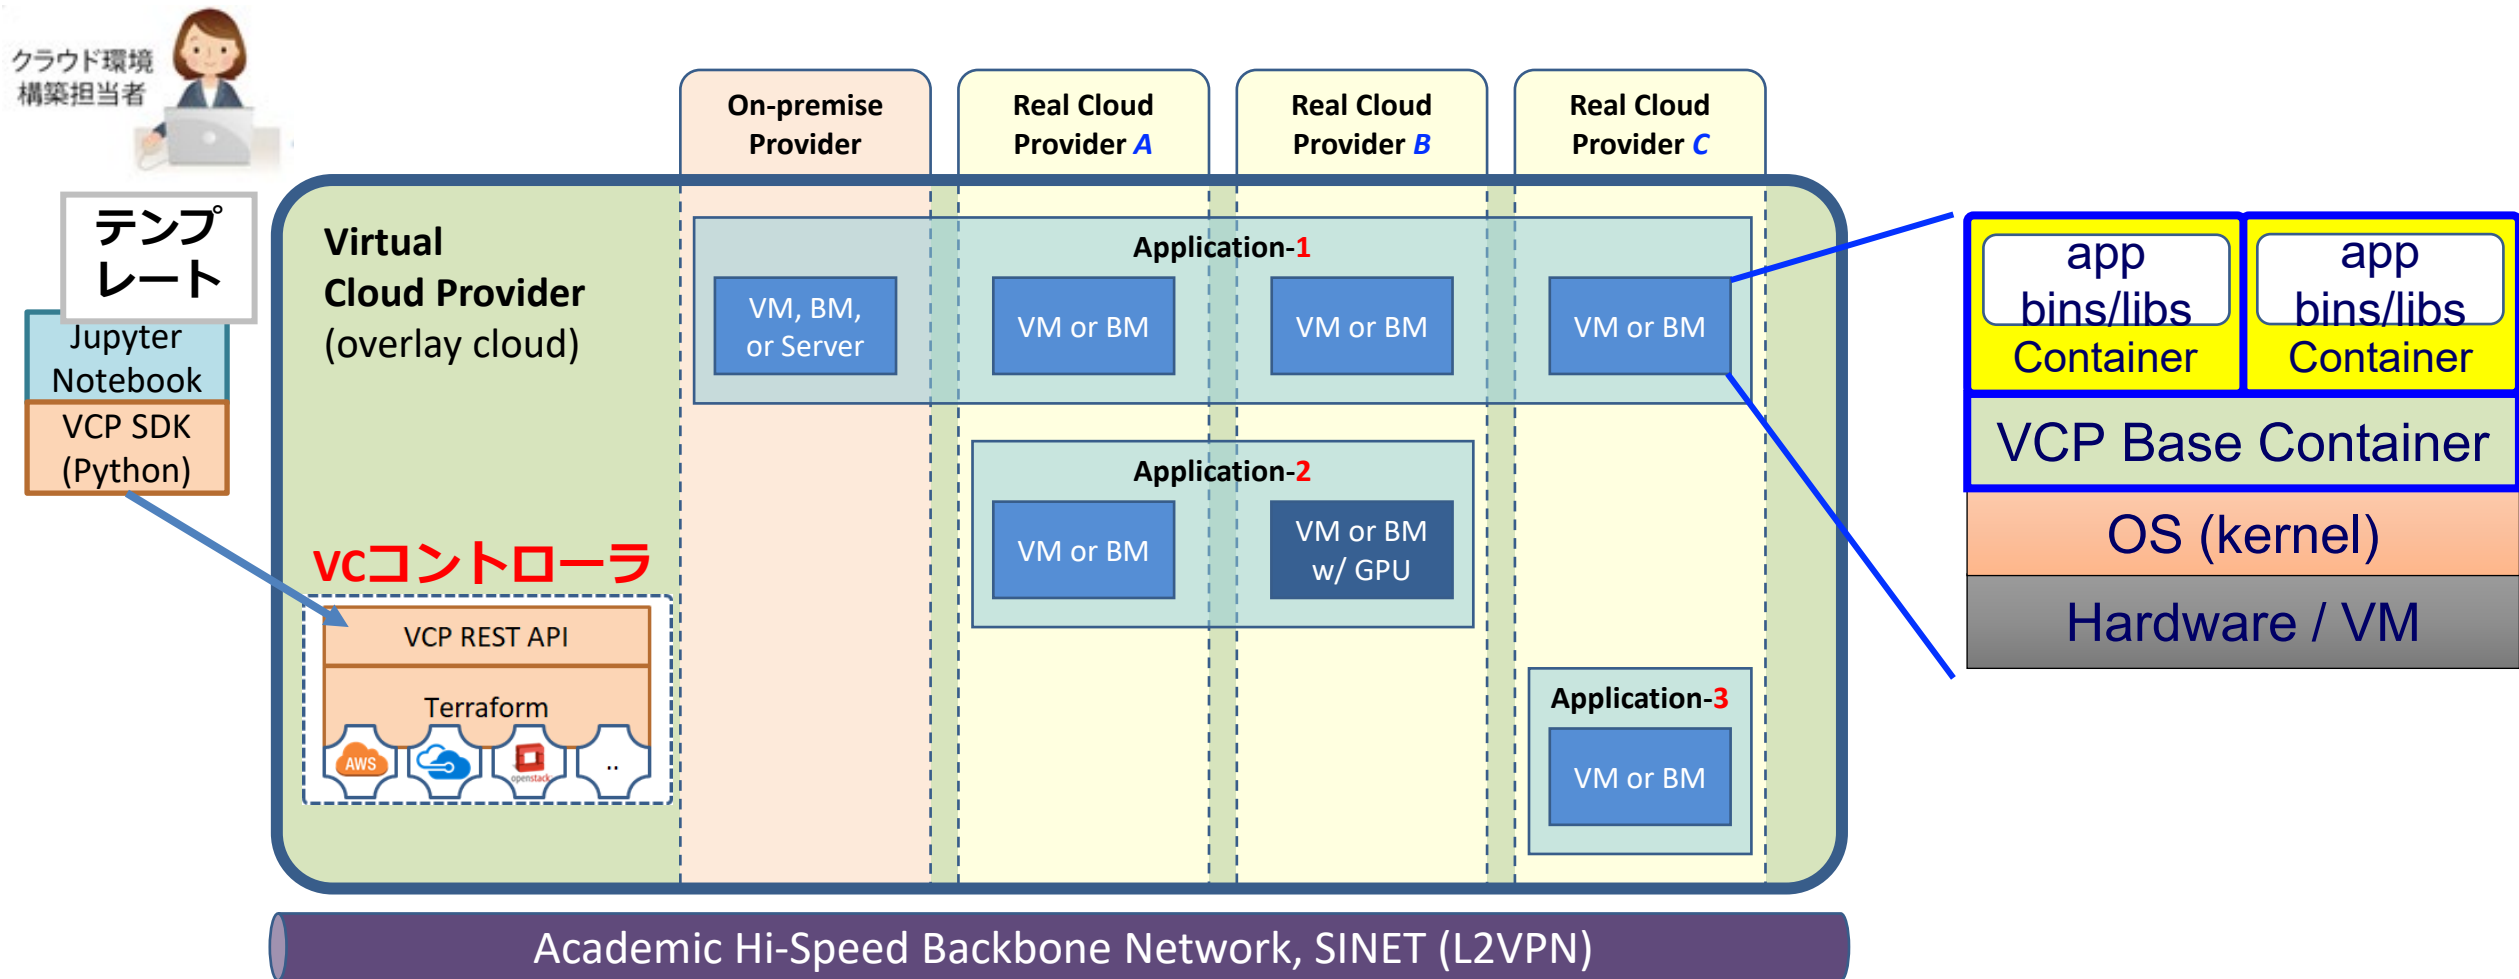 クラウド環境
構築担当者
テンプ
レート
Jupyter
Notebook
VCP SDK
(Python)
On-premise
Provider
Real Cloud
Provider A
Real Cloud
Provider B
Real Cloud
Provider C
Virtual
Cloud Provider
(overlay cloud)
VCコントローラ
VCP REST API
Terraform
AWS
openstack
..
Application-1
VM, BM,
or Server
VM or BM
VM or BM
VM or BM
Application-2
VM or BM
VM or BM
w/ GPU
Application-3
VM or BM
app
bins/libs
Container
app
bins/libs
Container
VCP Base Container
OS (kernel)
Hardware / VM
Academic Hi-Speed Backbone Network, SINET (L2VPN)